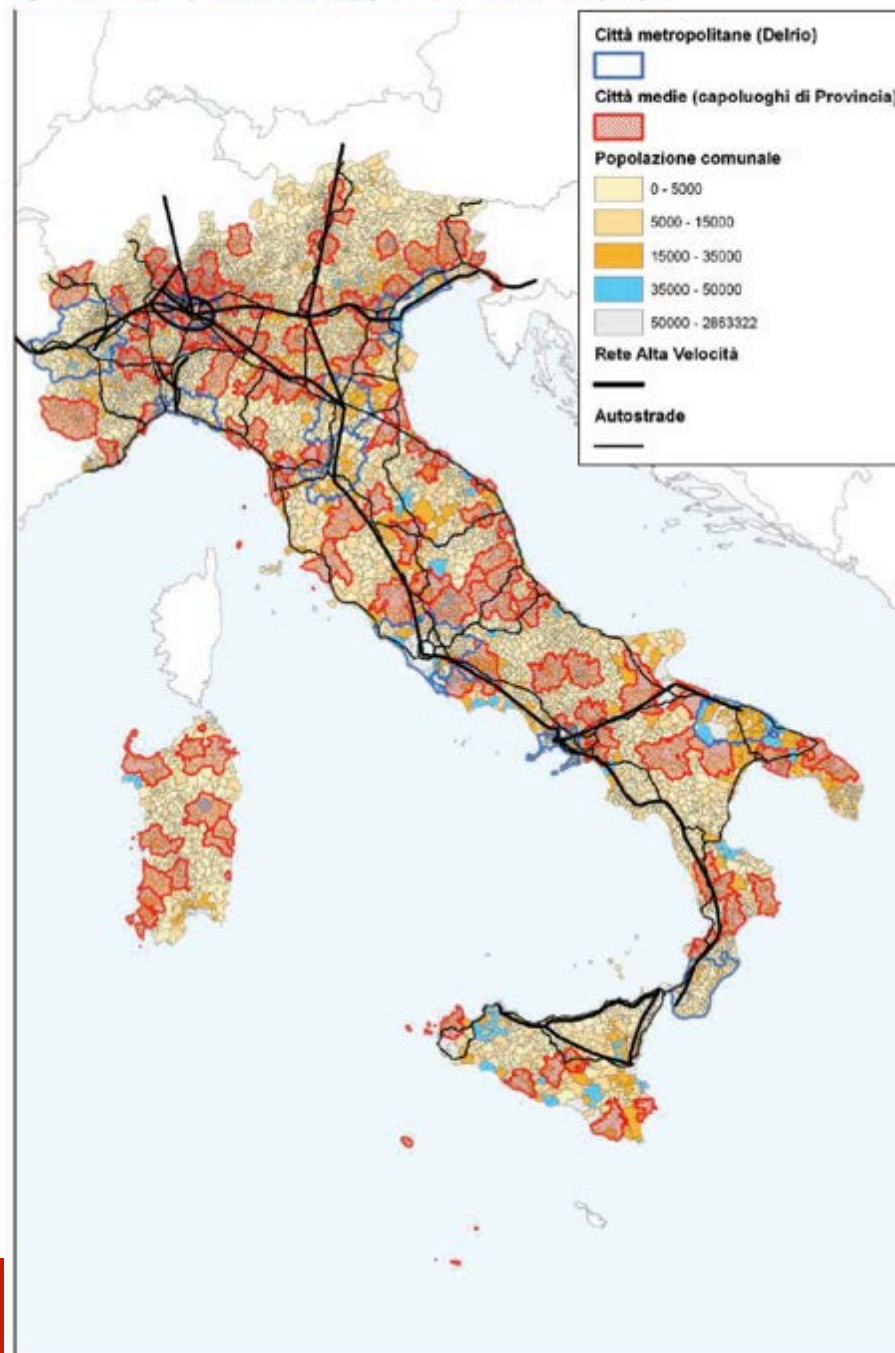 Città metropolitane (Delrio)
Città medie (capoluoghi di Provincia)
Popolazione comunale
0 - 5000
5000 - 15000
15000 - 35000
35000 - 50000
50000 - 2863322
Rete Alta Velocità
Autostrade